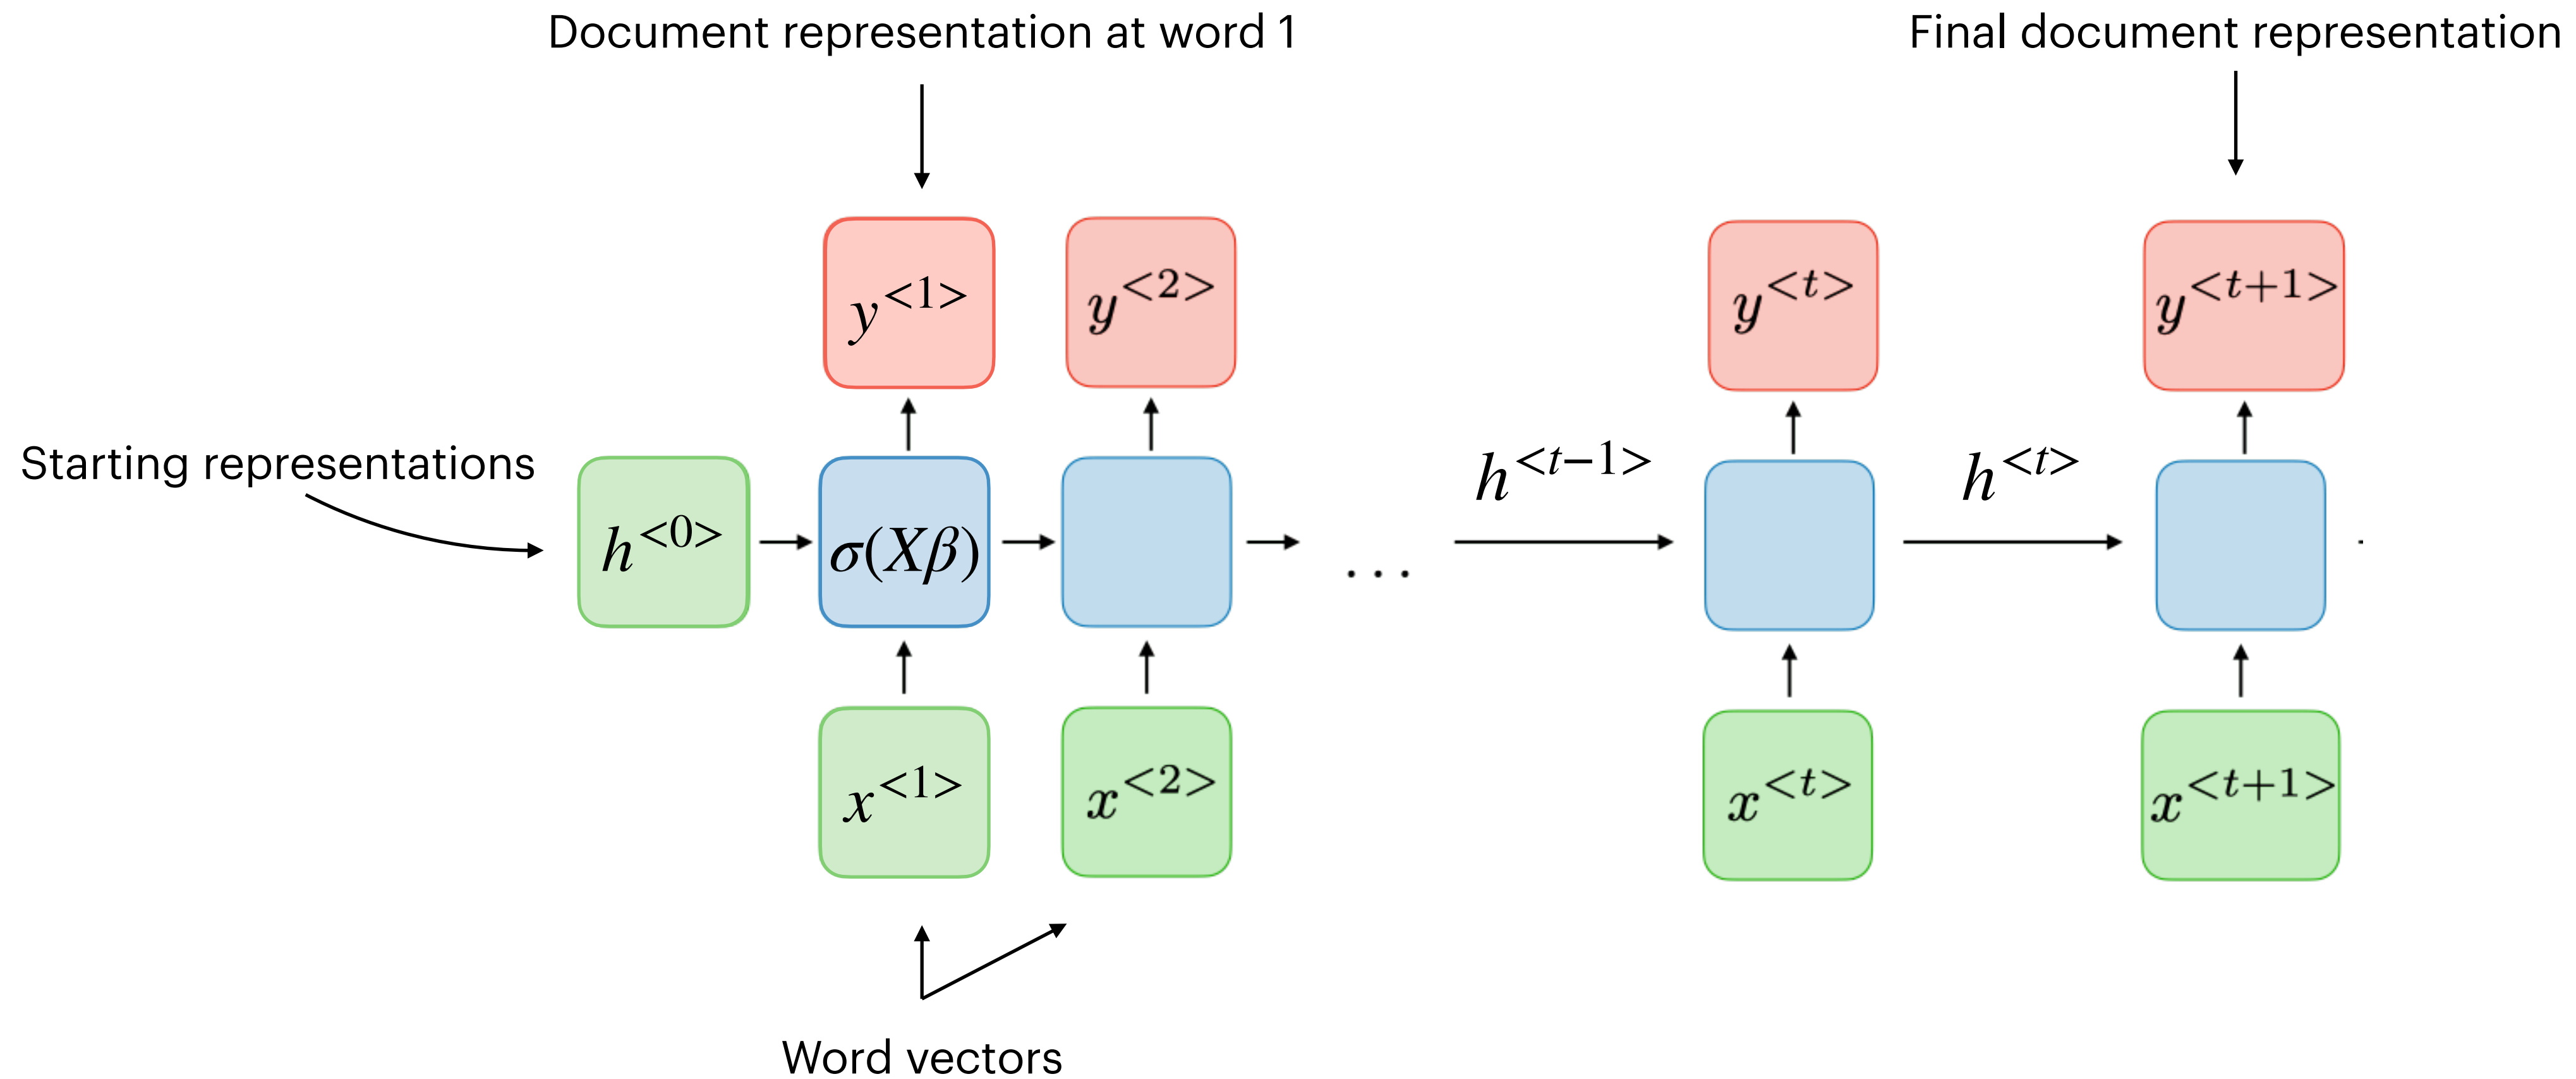 Document representation at word 1
Final document representation
y<1>
y<2>
y<t>
y<t+1>
Starting representations
h<0>
σ(Xβ)
...
h<t−1>
h<t>
x<1>
x<2>
x<t>
x<t+1>
Word vectors